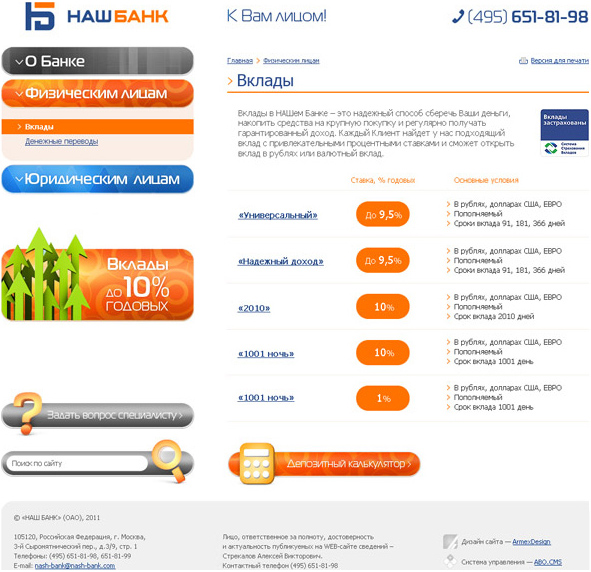 НАШБАНК
К Вам лицом!
(495) 651-81-98
О Банке
Физическим лицам
Вклады
Денежные переводы
Юридическим лицам
Вклады
до 10%
годовых
Задать вопрос специалисту
Поиск по сайту
Главная > Физическим лицам
Версия для печати
Вклады
Вклады в НАШем Банке – это надежный способ сберечь Ваши деньги,
накопить средства на крупную покупку и регулярно получать
гарантированный доход. Каждый Клиент найдет у нас подходящий
вклад с привлекательными процентными ставками и сможет открыть
вклад в рублях или валютный вклад.
Вклады
застрахованы
Система
Страхования
Вкладов
Ставка, % годовых
Основные условия
«Универсальный»
До 9,5%
В рублях, долларах США, ЕВРО
Пополняемый
Сроки вклада 91, 181, 366 дней
«Надежный доход»
До 9,5%
В рублях, долларах США, ЕВРО
Пополняемый
Сроки вклада 91, 181, 366 дней
«2010»
10%
В рублях, долларах США, ЕВРО
Пополняемый
Срок вклада 2010 дней
«1001 ночь»
10%
В рублях, долларах США, ЕВРО
Пополняемый
Срок вклада 1001 день
«1001 ночь»
1%
В рублях, долларах США, ЕВРО
Пополняемый
Срок вклада 1001 день
Депозитный калькулятор
© «НАШ БАНК» (ОАО), 2011
105120, Российская Федерация, г. Москва,
3-й Сыромятнический пер., д.3/9, стр. 1
Телефоны: (495) 651-81-98, 651-81-99
E-mail: nash-bank@nash-bank.com
Лицо, ответственное за полноту, достоверность
и актуальность публикуемых на WEB-сайте сведений –
Стрекалов Алексей Викторович.
Контактный телефон (495) 651-81-98
Дизайн сайта — ArmexDesign
Система управления — ABO.CMS